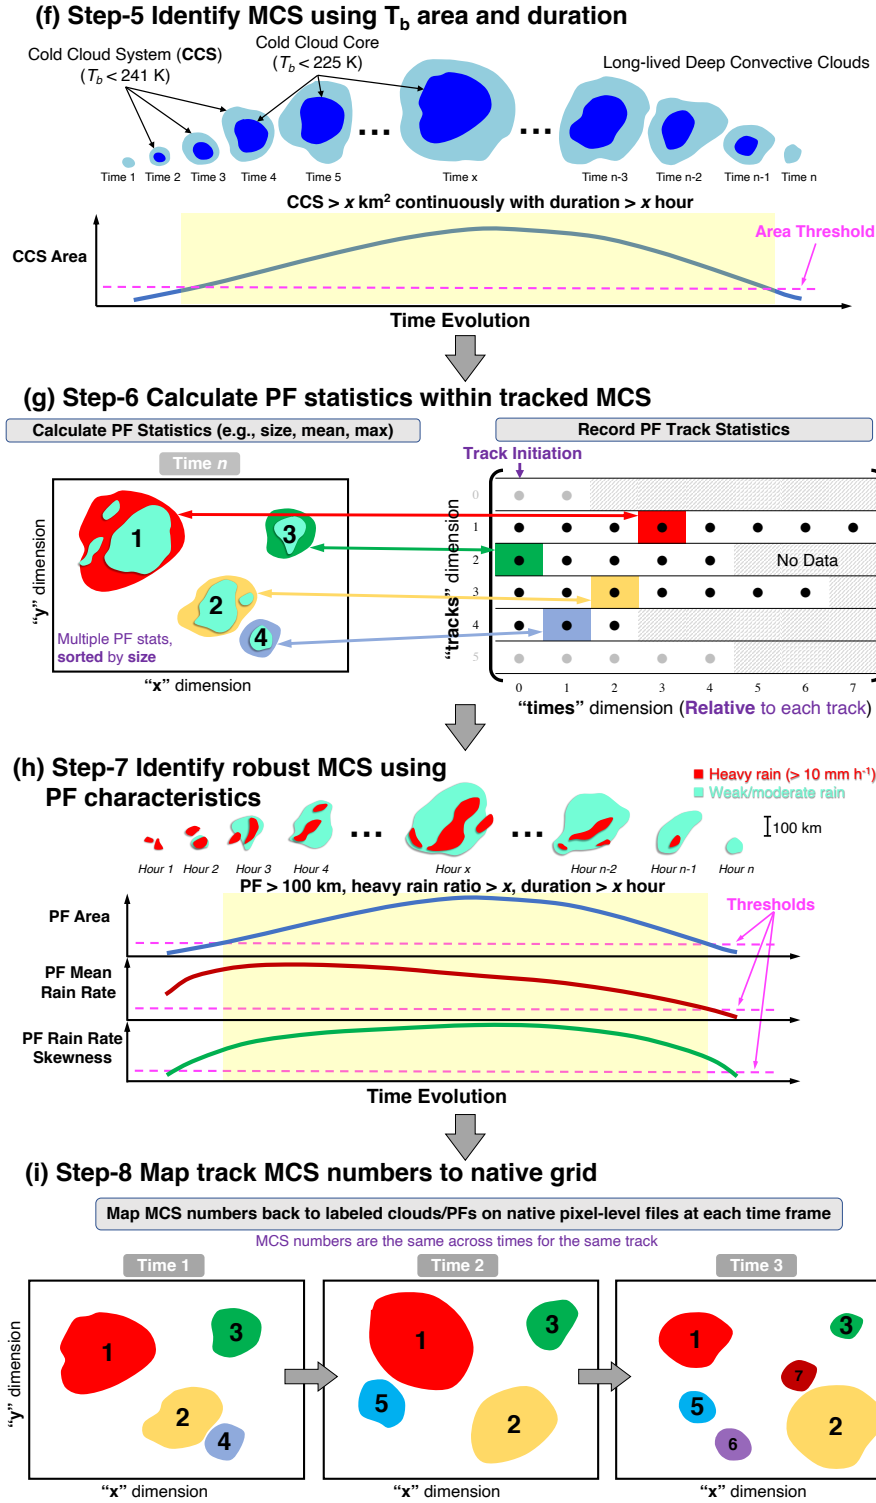 (f) Step-5 Identify MCS using Tb area and duration
Cold Cloud System (CCS)
(Tb < 241 K)
Cold Cloud Core
(Tb < 225 K)
Long-lived Deep Convective Clouds
Time 1 Time 2 Time 3 Time 4 Time 5 Time x Time n-3 Time n-2 Time n-1 Time n
CCS > x km2 continuously with duration > x hour
Area Threshold
CCS Area
Time Evolution
(g) Step-6 Calculate PF statistics within tracked MCS
Calculate PF Statistics (e.g., size, mean, max)
Record PF Track Statistics
Time n
Track Initiation
"y" dimension
1
3
2
4
Multiple PF stats,
sorted by size
"x" dimension
"tracks" dimension
0
1
2
No Data
3
4
5
0 1 2 3 4 5 6 7
"times" dimension (Relative to each track)
(h) Step-7 Identify robust MCS using
PF characteristics
Heavy rain (> 10 mm h-1)
Weak/moderate rain
100 km
... ...
Hour 1 Hour 2 Hour 3 Hour 4 Hour x Hour n-2 Hour n-1 Hour n
PF > 100 km, heavy rain ratio > x, duration > x hour
PF Area
Thresholds
PF Mean
Rain Rate
PF Rain Rate
Skewness
Time Evolution
(i) Step-8 Map track MCS numbers to native grid
Map MCS numbers back to labeled clouds/PFs on native pixel-level files at each time frame
MCS numbers are the same across times for the same track
Time 1 Time 2 Time 3
"y" dimension
1 3 2 4
1 3 5 2
1 3 7 5 2 6
"x" dimension "x" dimension "x" dimension